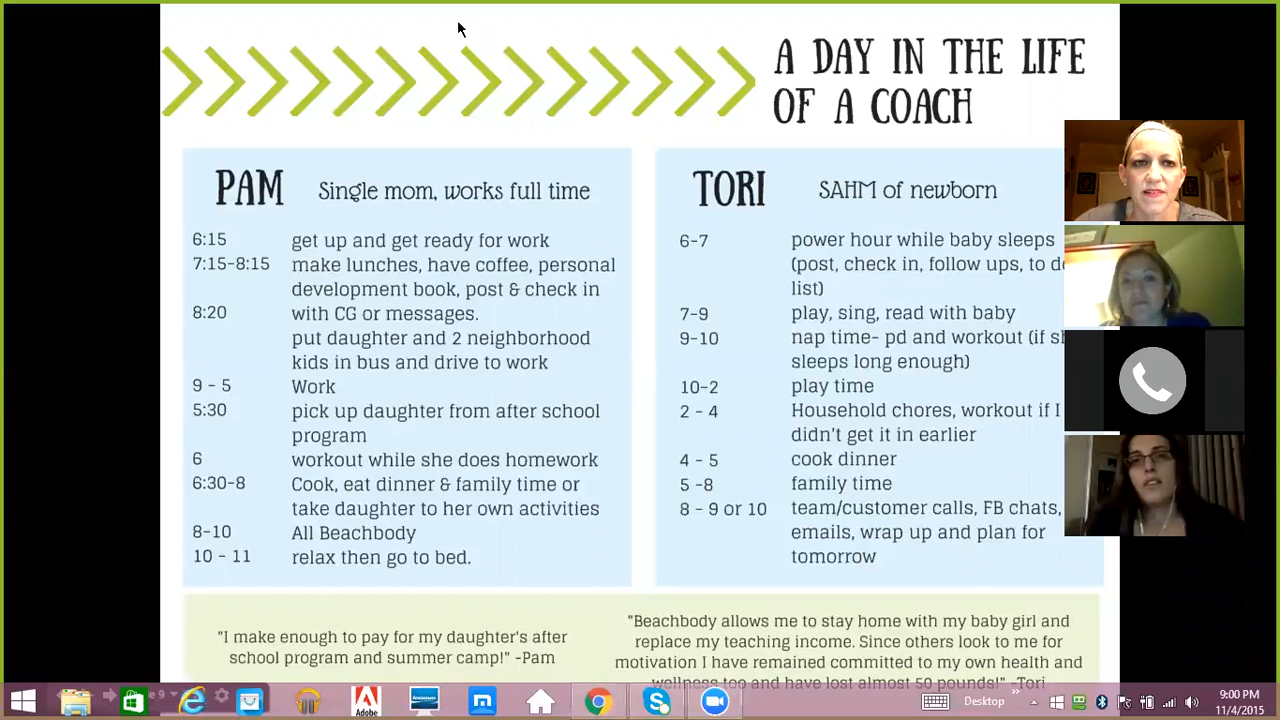 A DAY IN THE LIFE
OF A COACH
PAM Single mom, works full time
6:15 get up and get ready for work
7:15-8:15 make lunches, have coffee, personal
development book, post & check in
8:20 with CG or messages.
put daughter and 2 neighborhood
kids in bus and drive to work
9 - 5 Work
5:30 pick up daughter from after school
program
6 workout while she does homework
6:30-8 Cook, eat dinner & family time or
take daughter to her own activities
8-10 All Beachbody
10 - 11 relax then go to bed.
TORI SAHM of newborn
6-7 power hour while baby sleeps
(post, check in, follow ups, to
list)
7-9 play, sing, read with baby
9-10 nap time- pd and workout (if
sleeps long enough)
10-2 play time
2 - 4 Household chores, workout if I
didn't get it in earlier
4 - 5 cook dinner
5 -8 family time
8 - 9 or 10 team/customer calls, FB chats,
emails, wrap up and plan for
tomorrow
"I make enough to pay for my daughter's after
school program and summer camp!" -Pam
"Beachbody allows me to stay home with my baby girl and
replace my teaching income. Since others look to me for
motivation I have remained committed to my own health and
wellness too and have lost almost 50 pounds!" -Tori
Adobe
Desktop
9:00 PM
11/4/2015